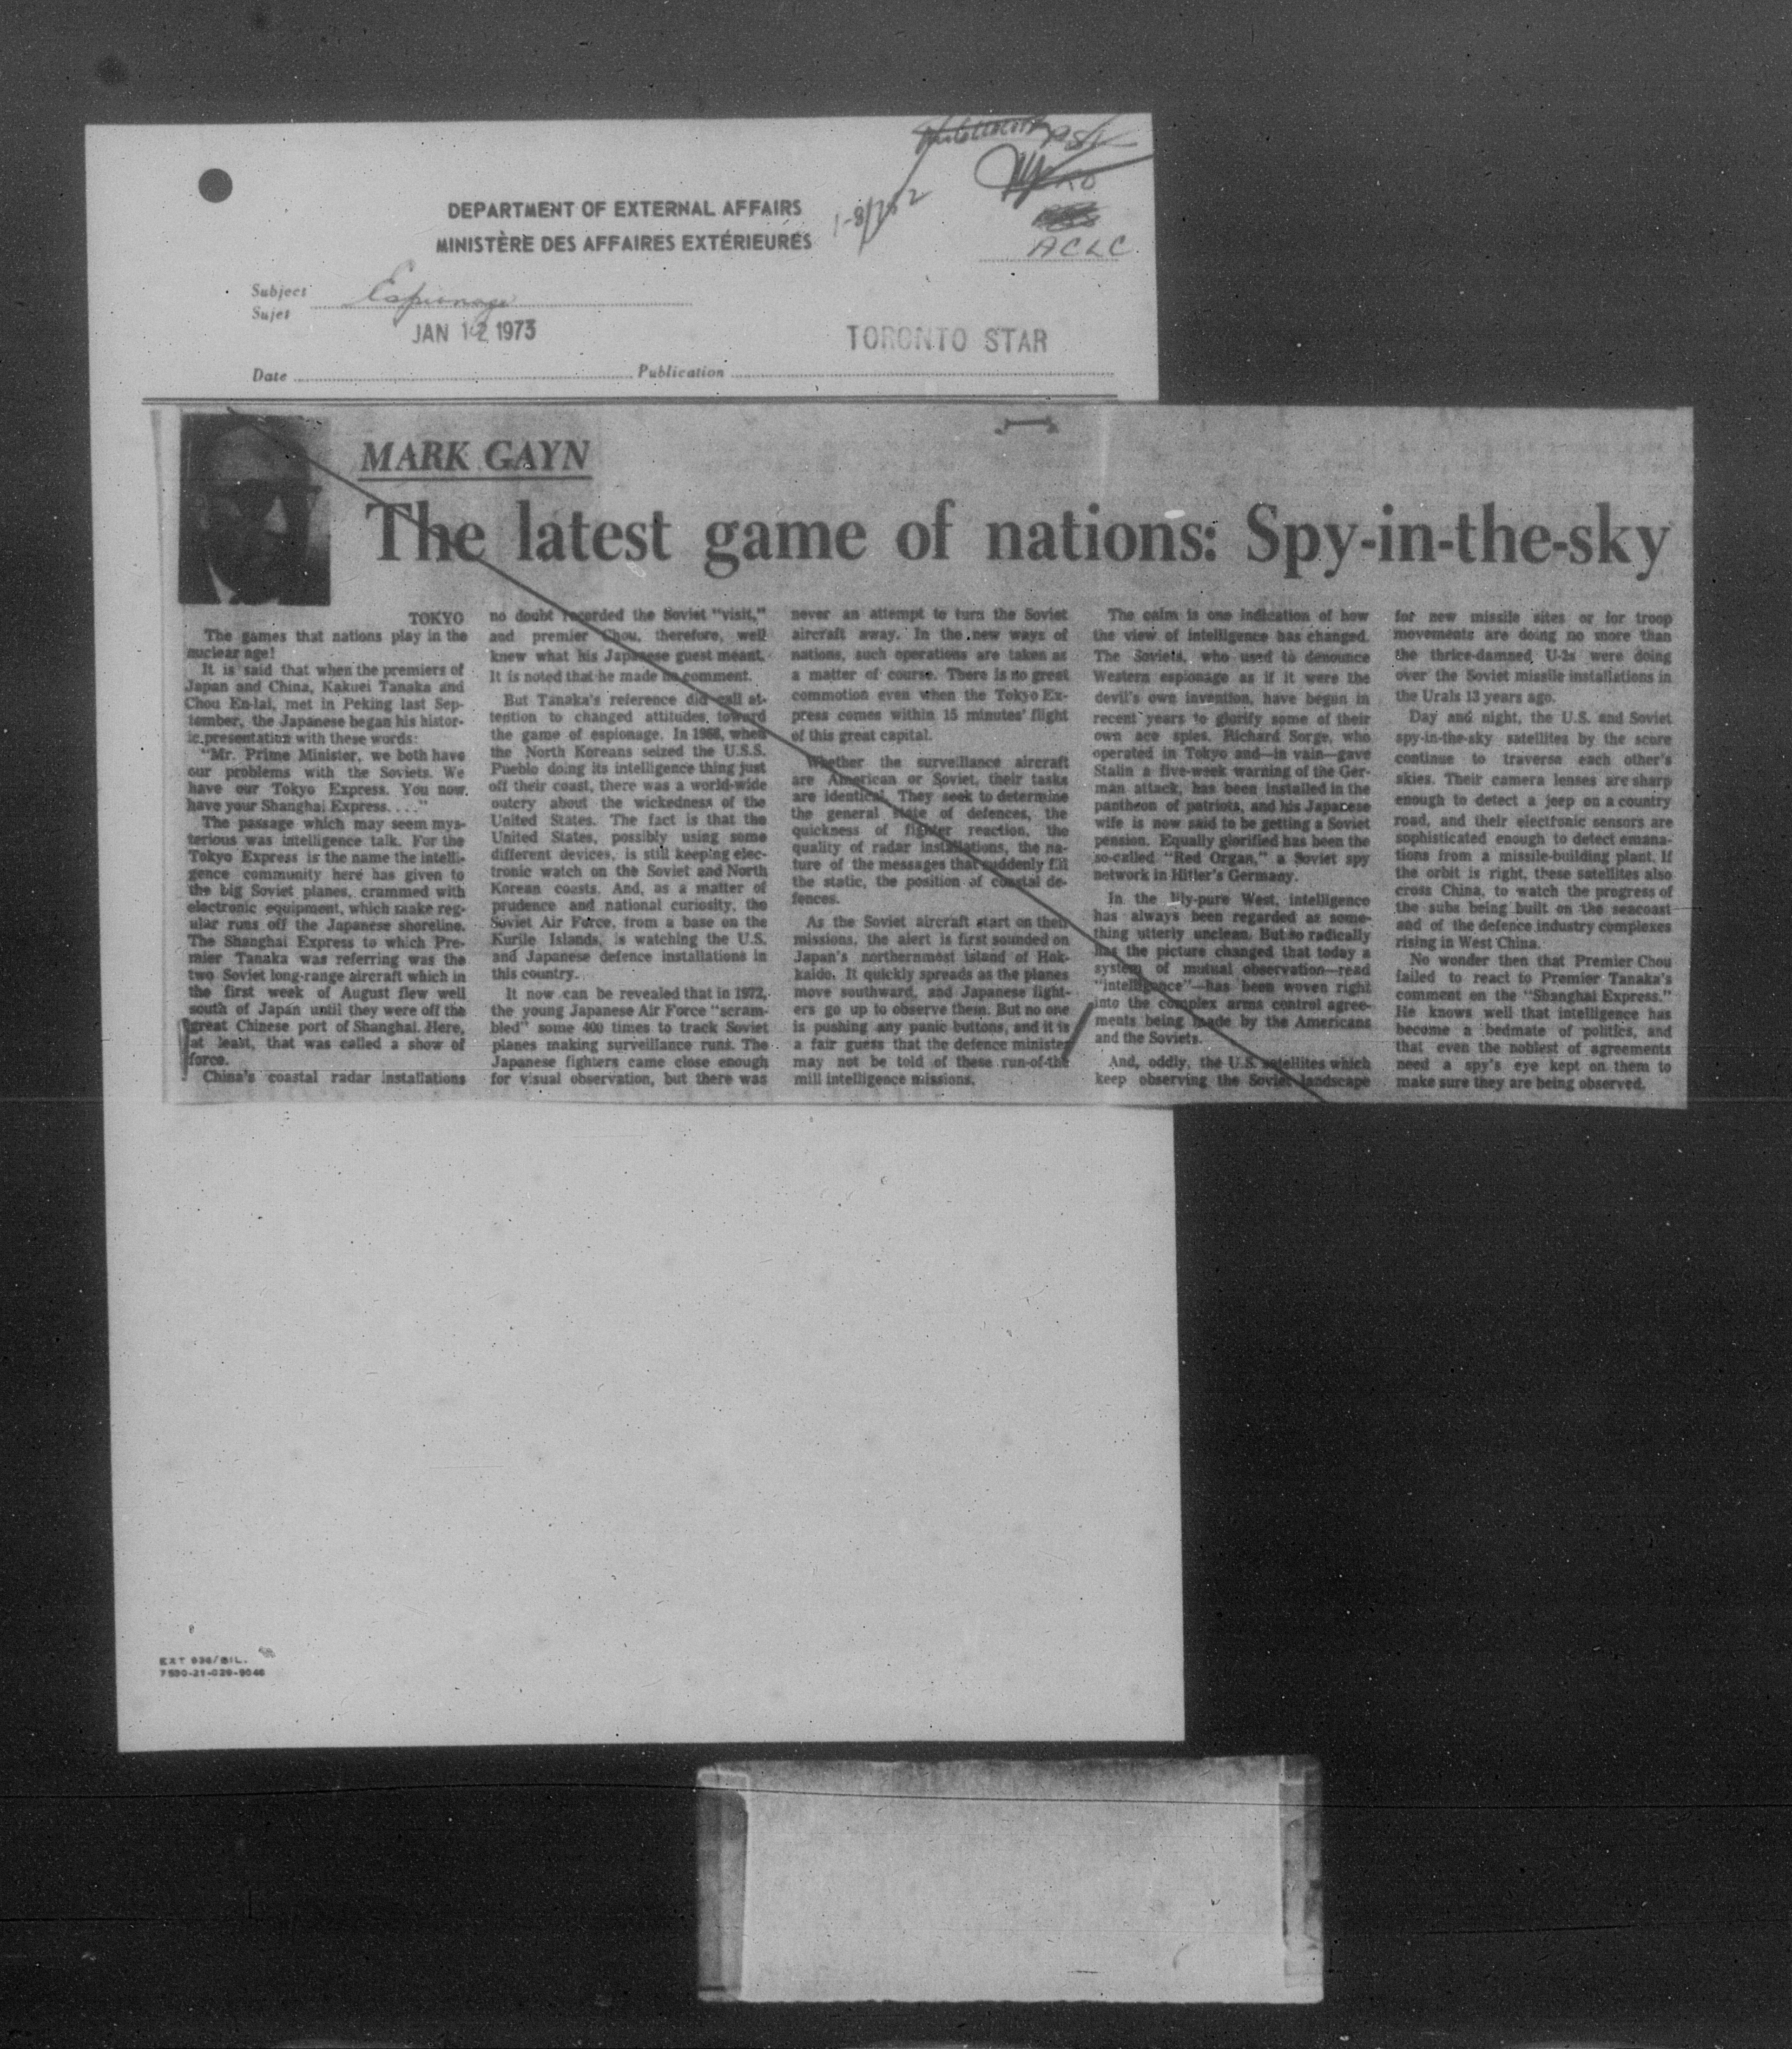 DEPARTMENT OF EXTERNAL AFFAIRS
MINISTÈRE DES AFFAIRES EXTÉRIEURES
ACLC
Subject
Sujet
Espionage
JAN 12 1973
TORONTO STAR
Date
Publication
MARK GAYN
The latest game of nations: Spy-in-the-sky
TOKYO
The games that nations play in the
nuclear age!
It is said that when the premiers of
Japan and China, Kakuei Tanaka and
Chou En-lai, met in Peking last Sep-
tember, the Japanese began his histor-
ic presentation with these words:
"Mr. Prime Minister, we both have
our problems with the Soviets. We
have our Tokyo Express. You now
have your Shanghai Express. . . ."
The passage which may seem mys-
terious was intelligence talk. For the
Tokyo Express is the name the intelli-
gence community here has given to
the big Soviet planes, crammed with
electronic equipment, which make reg-
ular runs off the Japanese shoreline.
The Shanghai Express to which Pre-
mier Tanaka was referring was the
two Soviet long-range aircraft which in
the first week of August flew well
south of Japan until they were off the
great Chinese port of Shanghai. Here,
at least, that was called a show of
force.
China's coastal radar installations
no doubt recorded the Soviet "visit,"
and premier Chou, therefore, well
knew what his Japanese guest meant.
It is noted that he made no comment.
But Tanaka's reference did call at-
tention to changed attitudes toward
the game of espionage. In 1968, when
the North Koreans seized the U.S.S.
Pueblo doing its intelligence thing just
off their coast, there was a world-wide
outcry about the wickedness of the
United States. The fact is that the
United States, possibly using some
different devices, is still keeping elec-
tronic watch on the Soviet and North
Korean coasts. And, as a matter of
prudence and national curiosity, the
Soviet Air Force, from a base on the
Kurile Islands, is watching the U.S.
and Japanese defence installations in
this country.
It now can be revealed that in 1972,
the young Japanese Air Force "scram-
bled" some 400 times to track Soviet
planes making surveillance runs. The
Japanese fighters came close enough
for visual observation, but there was
never an attempt to turn the Soviet
aircraft away. In the new ways of
nations, such operations are taken as
a matter of course. There is no great
commotion even when the Tokyo Ex-
press comes within 15 minutes' flight
of this great capital.
Whether the surveillance aircraft
are American or Soviet, their tasks
are identical. They seek to determine
the general state of defences, the
quickness of fighter reaction, the
quality of radar installations, the na-
ture of the messages that suddenly fill
the static, the position of coastal de-
fences.
As the Soviet aircraft start on their
missions, the alert is first sounded on
Japan's northernmost island of Hok-
kaido. It quickly spreads as the planes
move southward, and Japanese fight-
ers go up to observe them. But no one
is pushing any panic buttons, and it is
a fair guess that the defence minister
may not be told of these run-of-the
mill intelligence missions.
The calm is one indication of how
the view of intelligence has changed.
The Soviets, who used to denounce
Western espionage as if it were the
devil's own invention, have begun in
recent years to glorify some of their
own ace spies. Richard Sorge, who
operated in Tokyo and—in vain—gave
Stalin a five-week warning of the Ger-
man attack, has been installed in the
pantheon of patriots, and his Japanese
wife is now said to be getting a Soviet
pension. Equally glorified has been the
so-called "Red Organ," a Soviet spy
network in Hitler's Germany.
In the lily-pure West, intelligence
has always been regarded as some-
thing utterly unclean. But so radically
has the picture changed that today a
system of mutual observation—read
"intelligence"—has been woven right
into the complex arms control agree-
ments being made by the Americans
and the Soviets.
And, oddly, the U.S. satellites which
keep observing the Soviet landscape
for new missile sites or for troop
movements are doing no more than
the thrice-damned U-2s were doing
over the Soviet missile installations in
the Urals 13 years ago.
Day and night, the U.S. and Soviet
spy-in-the-sky satellites by the score
continue to traverse each other's
skies. Their camera lenses are sharp
enough to detect a jeep on a country
road, and their electronic sensors are
sophisticated enough to detect emana-
tions from a missile-building plant. If
the orbit is right, these satellites also
cross China, to watch the progress of
the subs being built on the seacoast
and of the defence industry complexes
rising in West China.
No wonder then that Premier Chou
failed to react to Premier Tanaka's
comment on the "Shanghai Express."
He knows well that intelligence has
become a bedmate of politics, and
that even the noblest of agreements
need a spy's eye kept on them to
make sure they are being observed.
EXT 936/BIL.
7530-21-029-9046